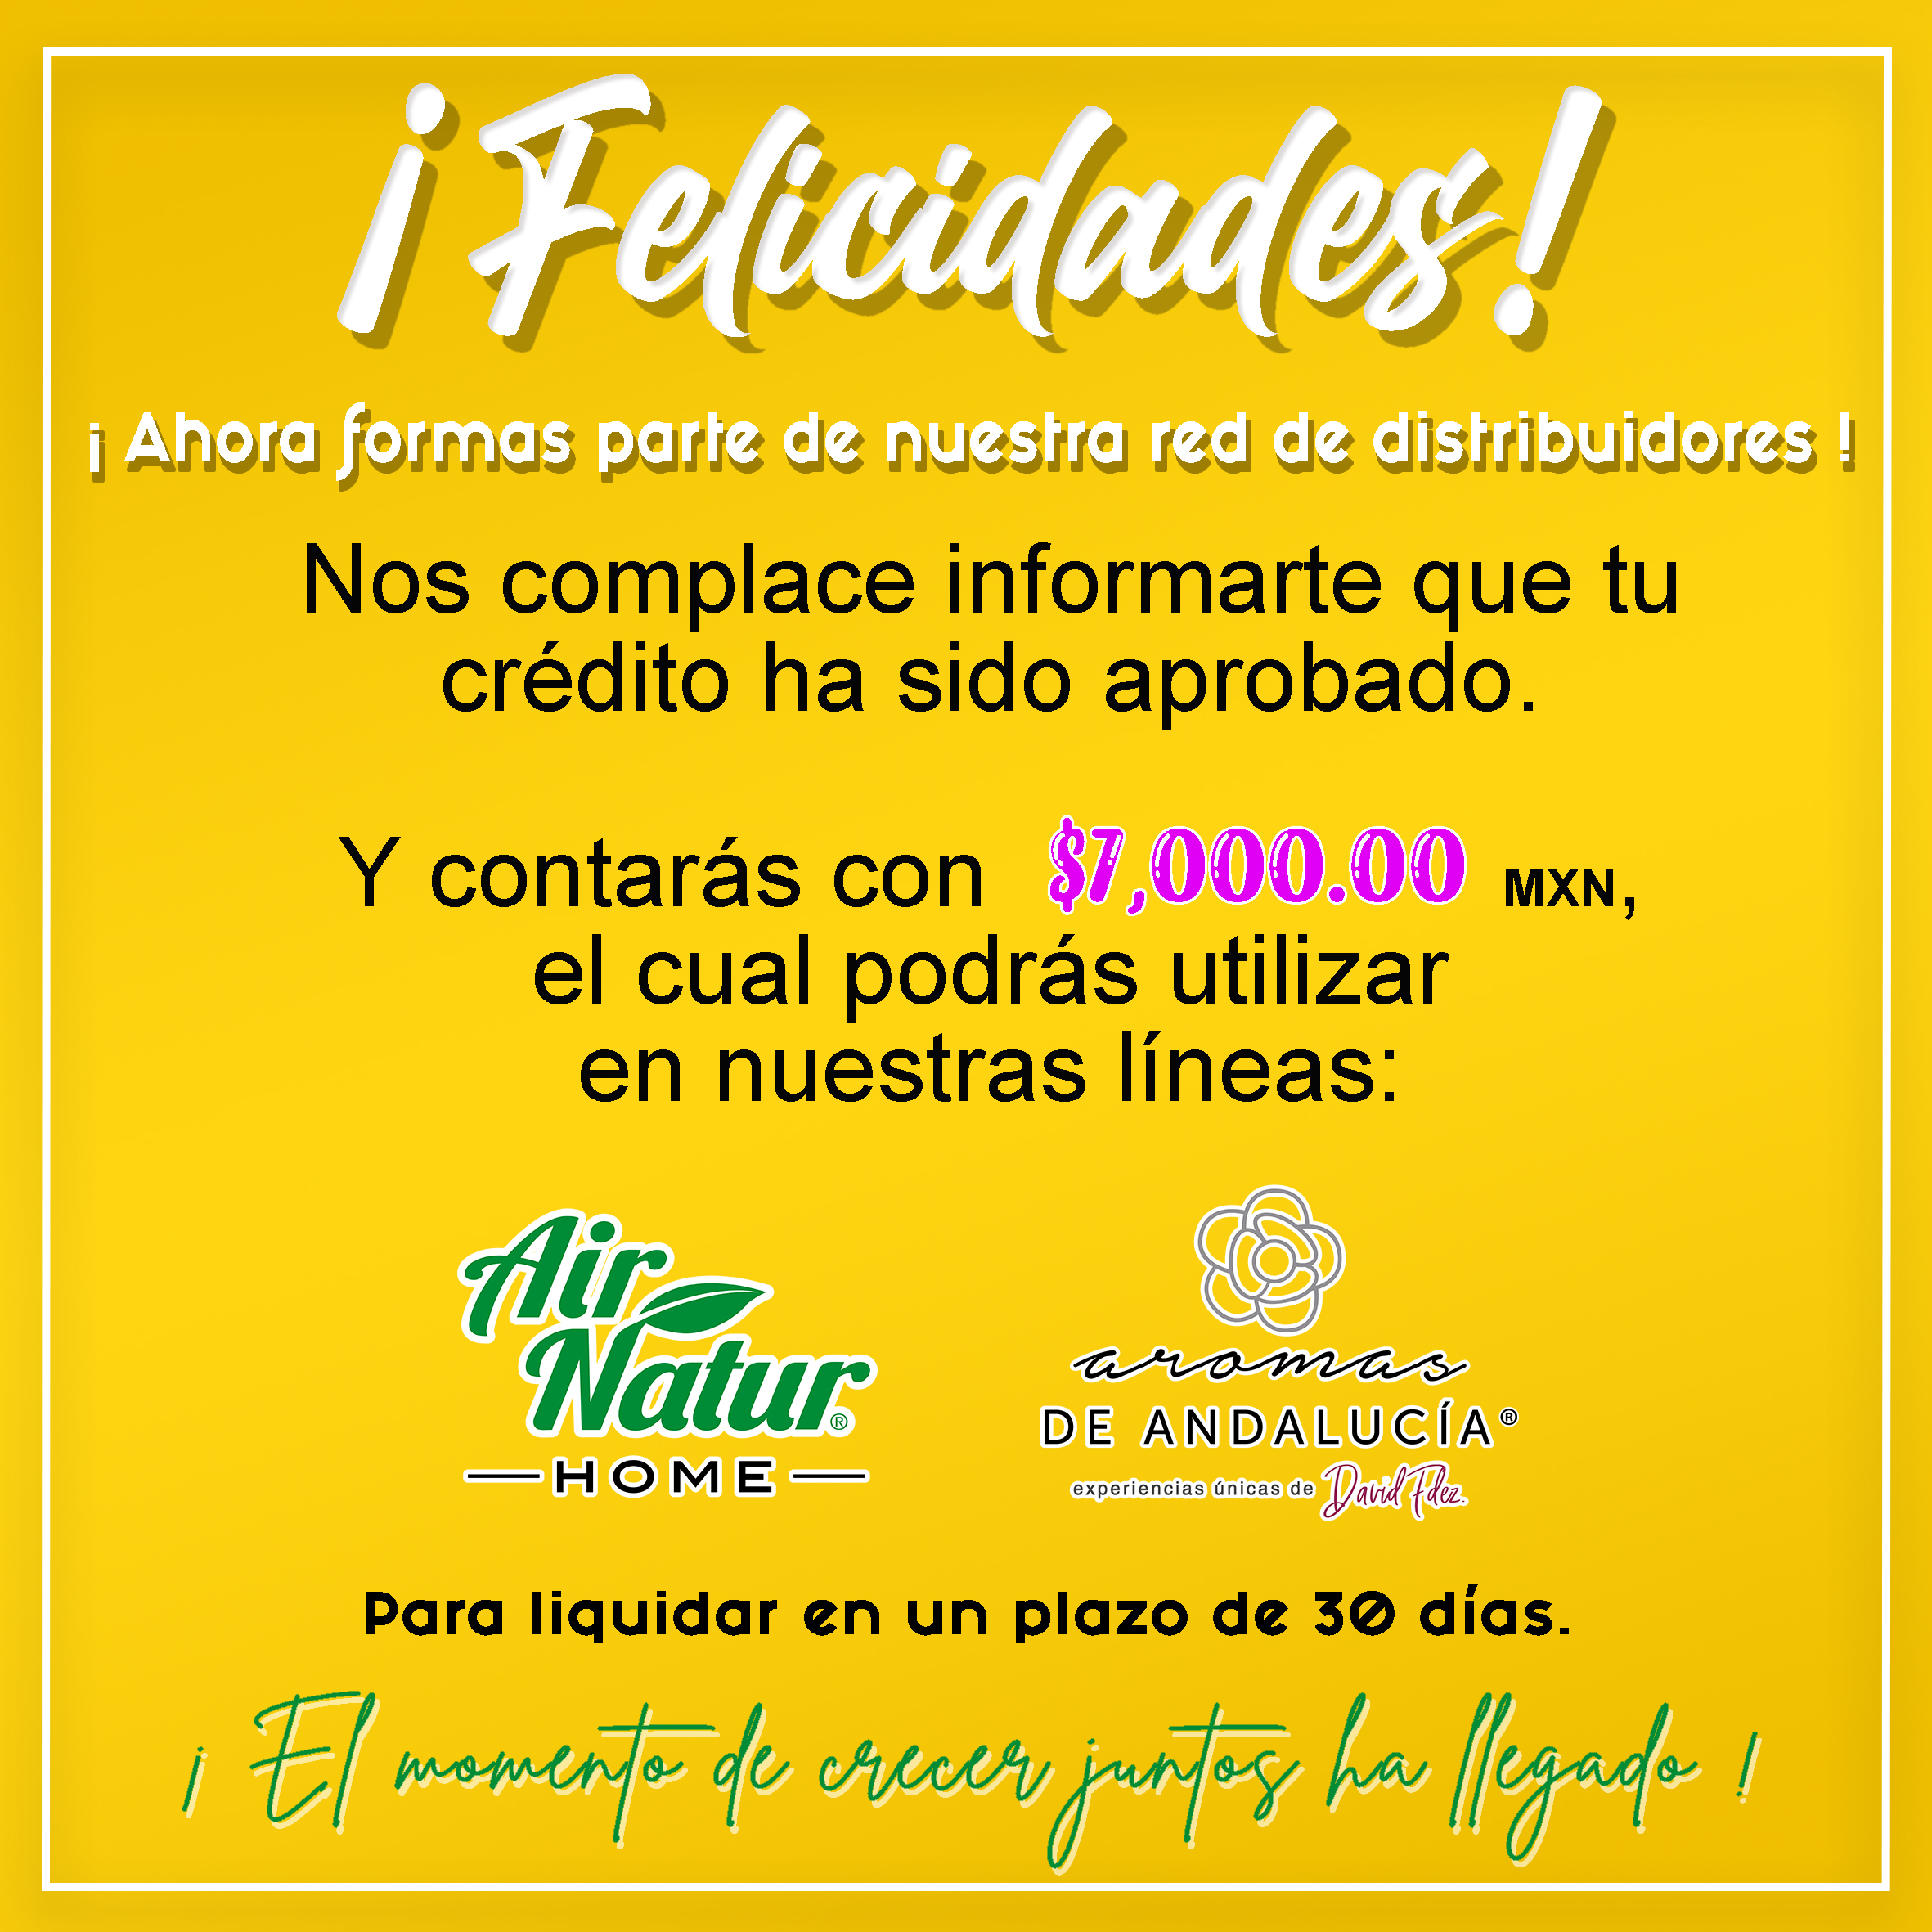 ¡Felicidades!
¡ Ahora formas parte de nuestra red de distribuidores !
Nos complace informarte que tu
crédito ha sido aprobado.
Y contarás con $7,000.00 MXN,
el cual podrás utilizar
en nuestras líneas:
Air
Natur®
HOME
aromas
DE ANDALUCÍA®
experiencias únicas de David Fdez.
Para liquidar en un plazo de 30 días.
¡ El momento de crecer juntos ha llegado !